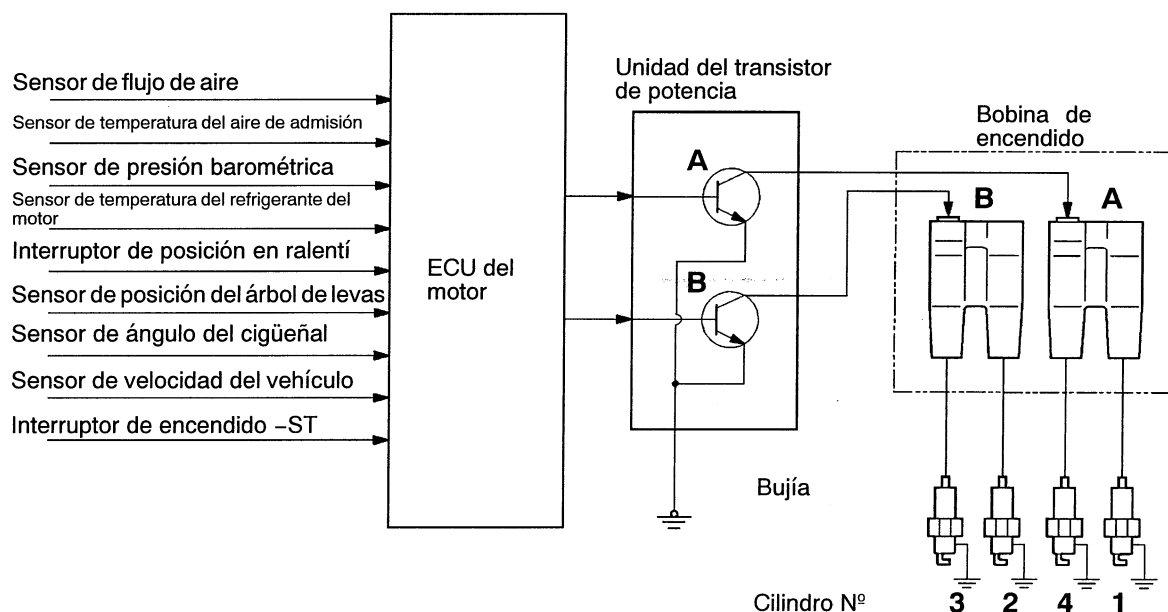 Sensor de flujo de aire
Sensor de temperatura del aire de admisión
Sensor de presión barométrica
Sensor de temperatura del refrigerante del
motor
Interruptor de posición en ralentí
Sensor de posición del árbol de levas
Sensor de ángulo del cigüeñal
Sensor de velocidad del vehículo
Interruptor de encendido –ST
ECU del
motor
Unidad del transistor
de potencia
A
B
Bobina de
encendido
B A
Bujía
Cilindro Nº 3 2 4 1